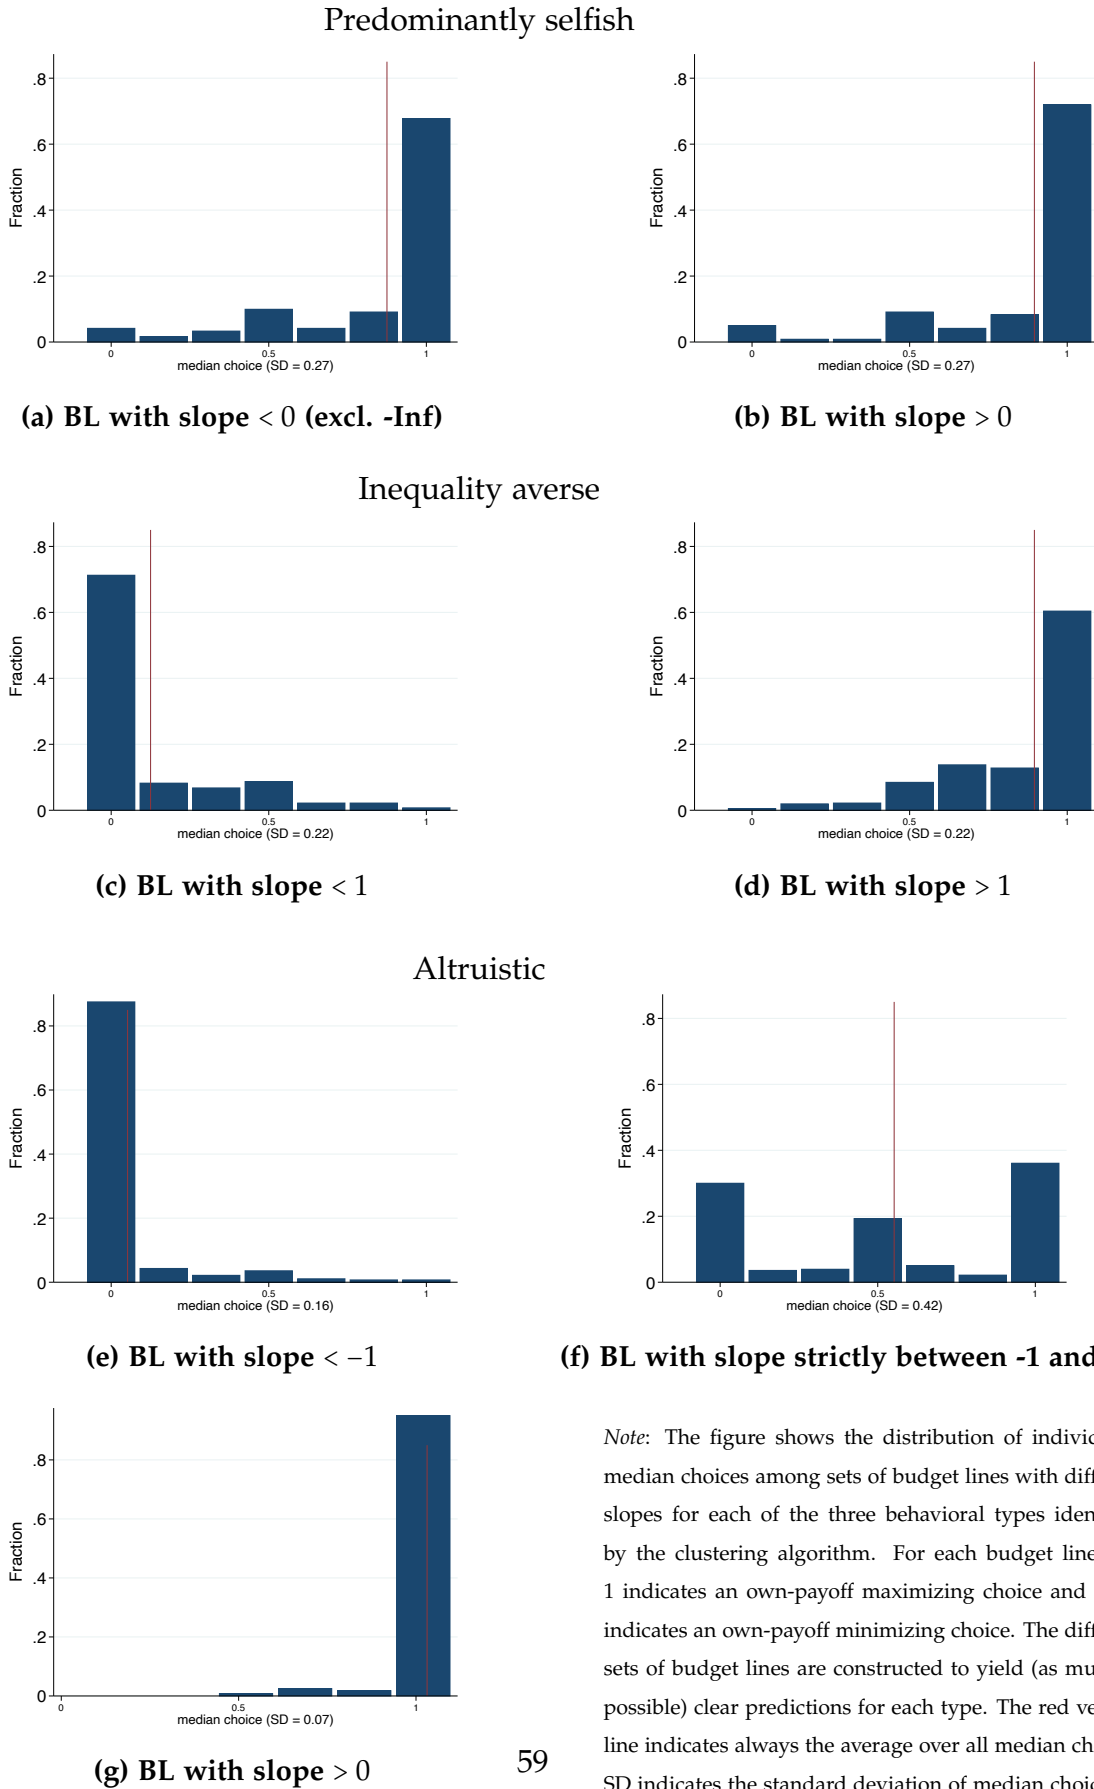 Predominantly selfish
.8
.6
.4
.2
0
Fraction
0 0.5 1
median choice (SD = 0.27)
(a) BL with slope < 0 (excl. -Inf)
.8
.6
.4
.2
0
Fraction
0 0.5 1
median choice (SD = 0.27)
(b) BL with slope > 0
Inequality averse
.8
.6
.4
.2
0
Fraction
0 0.5 1
median choice (SD = 0.22)
(c) BL with slope < 1
.8
.6
.4
.2
0
Fraction
0 0.5 1
median choice (SD = 0.22)
(d) BL with slope > 1
Altruistic
.8
.6
.4
.2
0
Fraction
0 0.5 1
median choice (SD = 0.16)
(e) BL with slope < −1
.8
.6
.4
.2
0
Fraction
0 0.5 1
median choice (SD = 0.42)
(f) BL with slope strictly between -1 and
.8
.6
.4
.2
0
Fraction
0 0.5 1
median choice (SD = 0.07)
(g) BL with slope > 0
Note: The figure shows the distribution of individ
median choices among sets of budget lines with diff
slopes for each of the three behavioral types iden
by the clustering algorithm. For each budget line
1 indicates an own-payoff maximizing choice and
indicates an own-payoff minimizing choice. The diff
sets of budget lines are constructed to yield (as mu
possible) clear predictions for each type. The red ve
line indicates always the average over all median ch
SD indicates the standard deviation of median choic
59